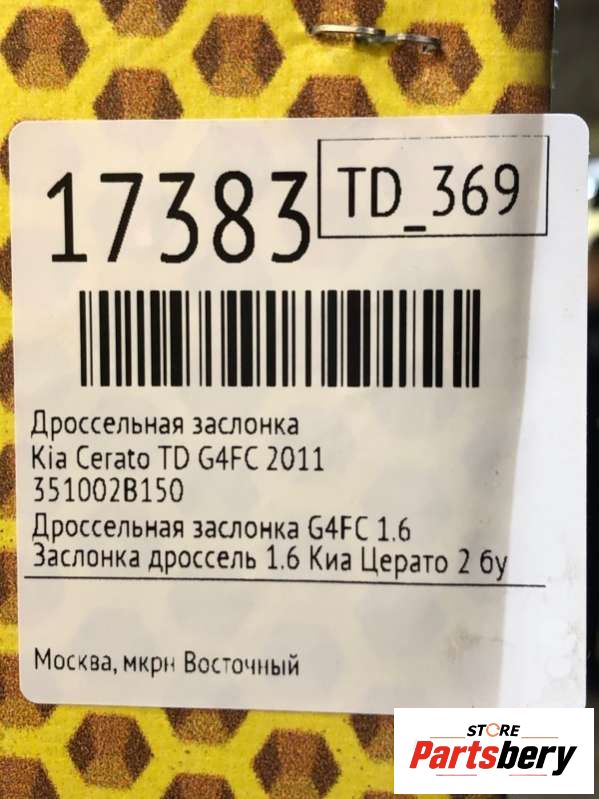 17383
TD_369
Дроссельная заслонка
Kia Cerato TD G4FC 2011
351002B150
Дроссельная заслонка G4FC 1.6
Заслонка дроссель 1.6 Киа Церато 2 бу
Москва, мкрн Восточный
STORE
Partsbery